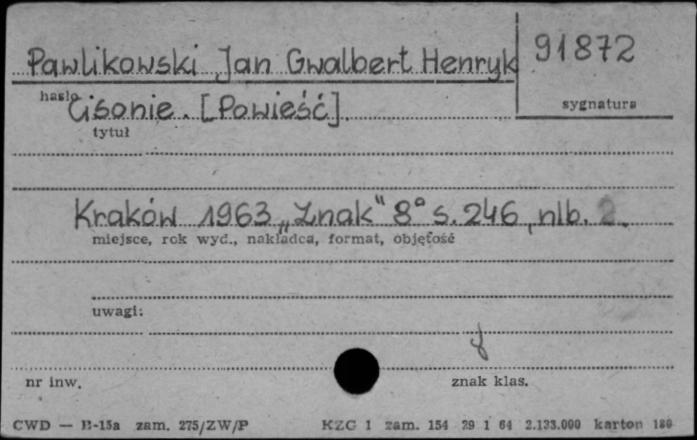 Pawlikowski Jan Gwalbert Henryk 91872
hasło sygnatura
Cisonie. [Powieść]
tytuł
Kraków 1963 „Znak" 8° s. 246, nlb. 2.
miejsce, rok wyd., nakładca, format, objętość
uwagi:
nr inw. znak klas.
CWD — B-15a zam. 275/ZW/P KZG 1 zam. 154 29 1 64 2.133.000 karton 180